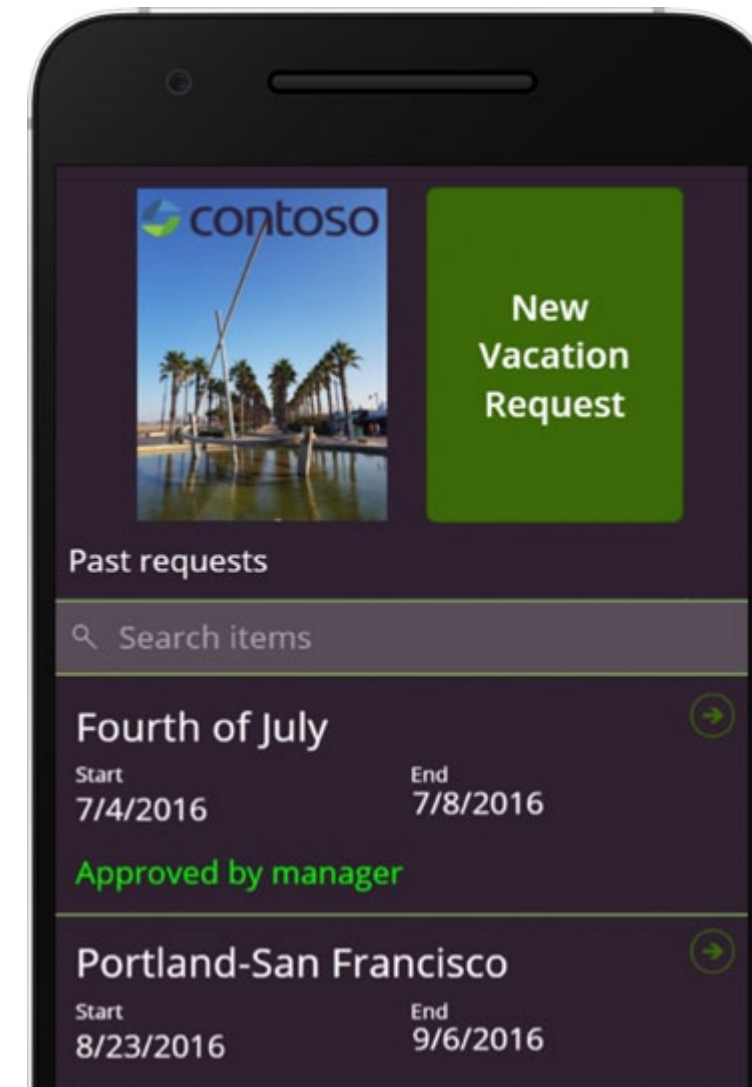 contoso
New
Vacation
Request
Past requests
Search items
Fourth of July
Start End
7/4/2016 7/8/2016
Approved by manager
Portland-San Francisco
Start End
8/23/2016 9/6/2016